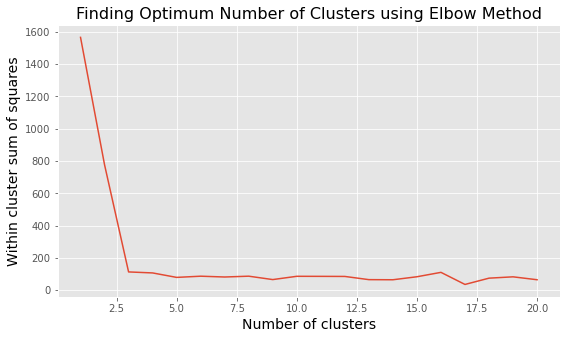 Finding Optimum Number of Clusters using Elbow Method
1600
1400
1200
1000
800
600
400
200
0
Within cluster sum of squares
2.5 5.0 7.5 10.0 12.5 15.0 17.5 20.0
Number of clusters